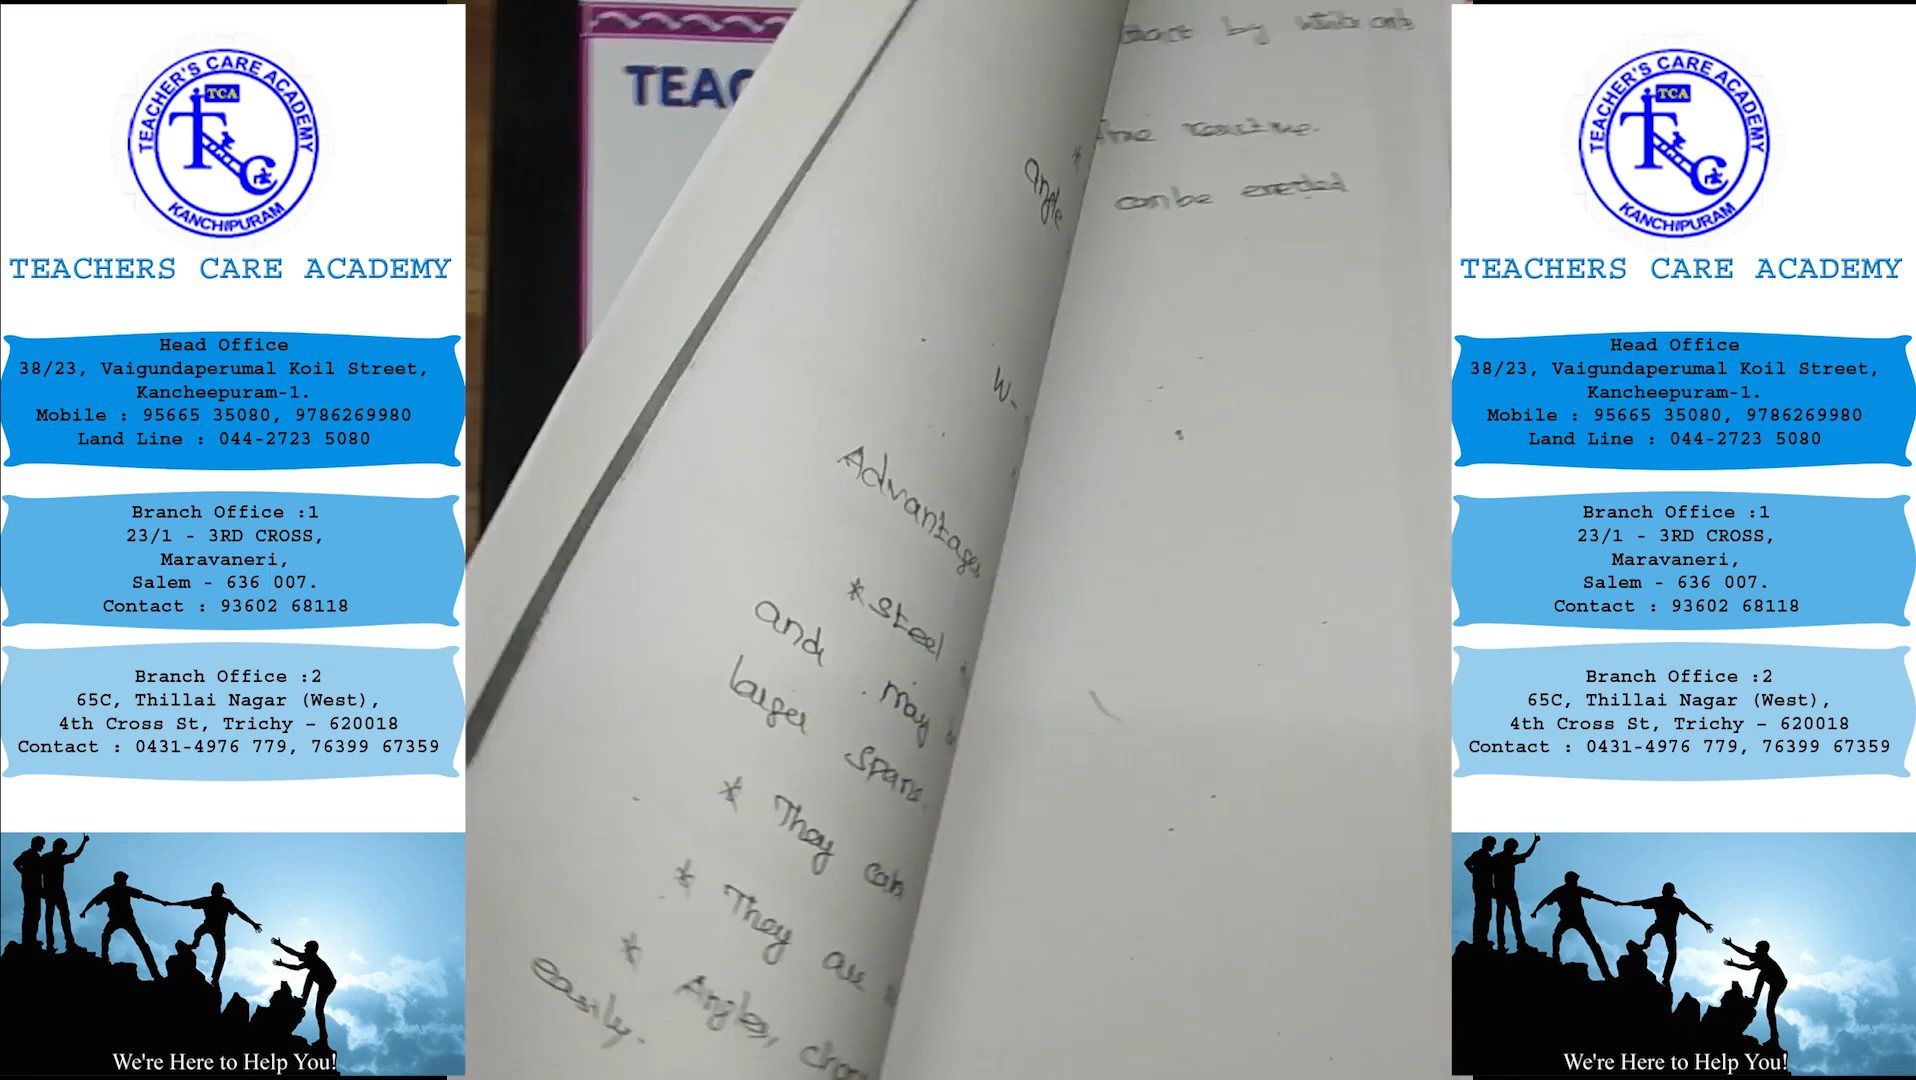 TEACHER'S CARE ACADEMY
TCA
KANCHIPURAM
TEACHERS CARE ACADEMY
Head Office
38/23, Vaigundaperumal Koil Street,
Kancheepuram-1.
Mobile : 95665 35080, 9786269980
Land Line : 044-2723 5080
Branch Office :1
23/1 - 3RD CROSS,
Maravaneri,
Salem - 636 007.
Contact : 93602 68118
Branch Office :2
65C, Thillai Nagar (West),
4th Cross St, Trichy - 620018
Contact : 0431-4976 779, 76399 67359
We're Here to Help You!
TEAC
*
angle
W-
Advantages
* Steel
and may
larger spans.
* They can
* They are
* Angles,
easily.
by
can be erected
TEACHER'S CARE ACADEMY
TCA
KANCHIPURAM
TEACHERS CARE ACADEMY
Head Office
38/23, Vaigundaperumal Koil Street,
Kancheepuram-1.
Mobile : 95665 35080, 9786269980
Land Line : 044-2723 5080
Branch Office :1
23/1 - 3RD CROSS,
Maravaneri,
Salem - 636 007.
Contact : 93602 68118
Branch Office :2
65C, Thillai Nagar (West),
4th Cross St, Trichy - 620018
Contact : 0431-4976 779, 76399 67359
We're Here to Help You!